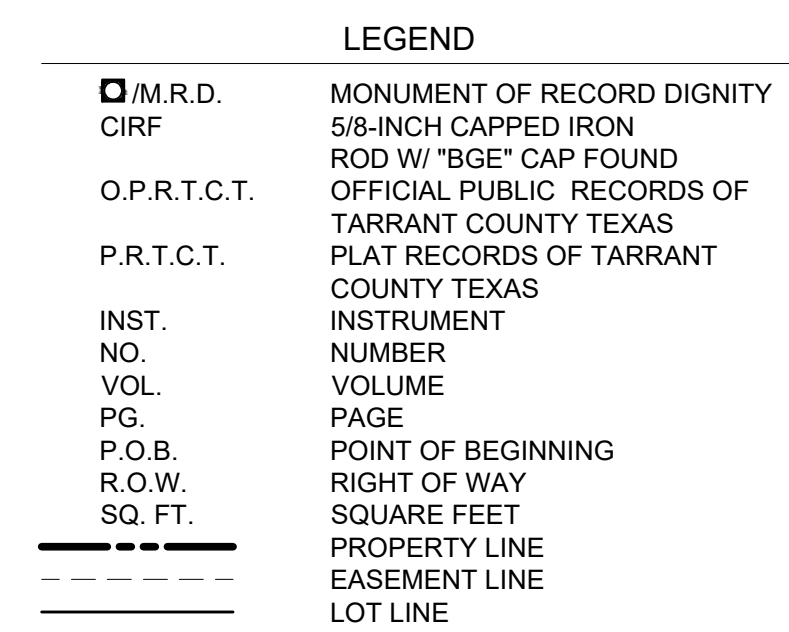 LEGEND
/M.R.D. MONUMENT OF RECORD DIGNITY
CIRF 5/8-INCH CAPPED IRON
ROD W/ "BGE" CAP FOUND
O.P.R.T.C.T. OFFICIAL PUBLIC RECORDS OF
TARRANT COUNTY TEXAS
P.R.T.C.T. PLAT RECORDS OF TARRANT
COUNTY TEXAS
INST. INSTRUMENT
NO. NUMBER
VOL. VOLUME
PG. PAGE
P.O.B. POINT OF BEGINNING
R.O.W. RIGHT OF WAY
SQ. FT. SQUARE FEET
PROPERTY LINE
EASEMENT LINE
LOT LINE